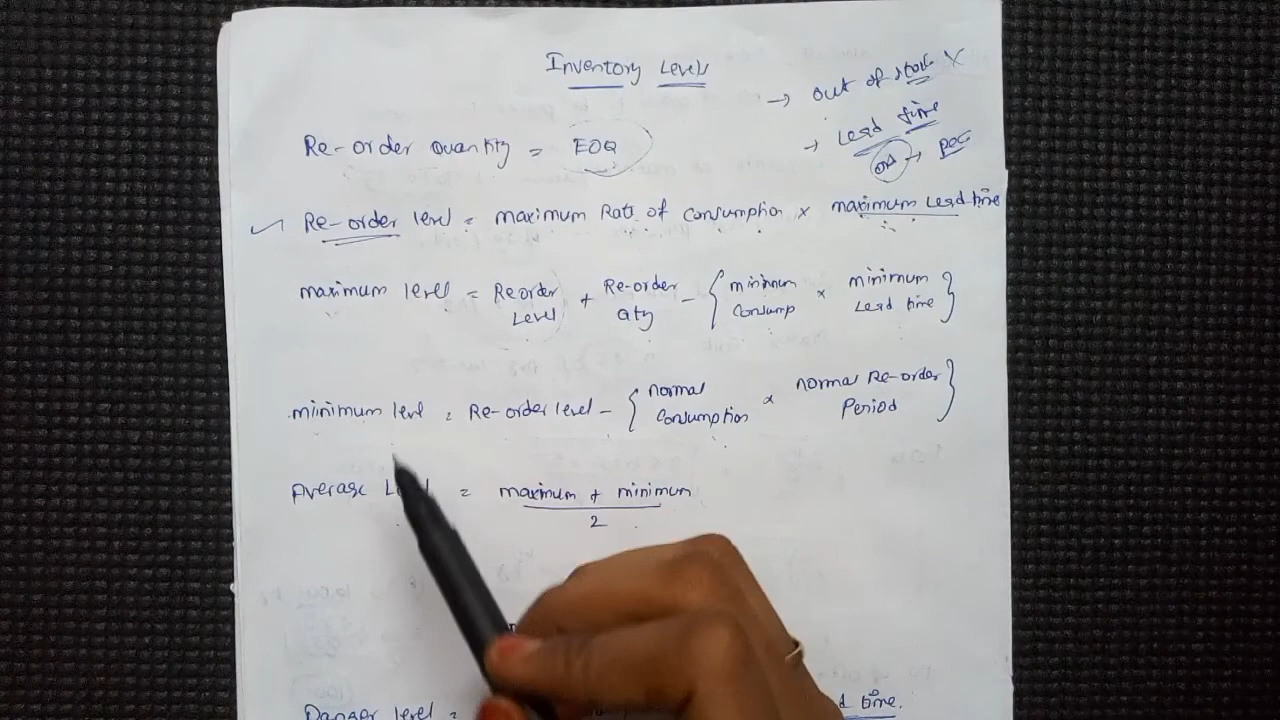 Inventory Levels
→ out of stock X
→ Lead time
Re-order quantity = EOQ
→ Dec
✓ Re-order level = maximum Rate of consumption x maximum Lead time
maximum level = Reorder Level + Re-order qty - { minimum Consump x minimum Lead time }
minimum level = Re-order level - { normal Consumption x normal Re-order Period }
Average = maximum + minimum
2
Danger level =
d time.